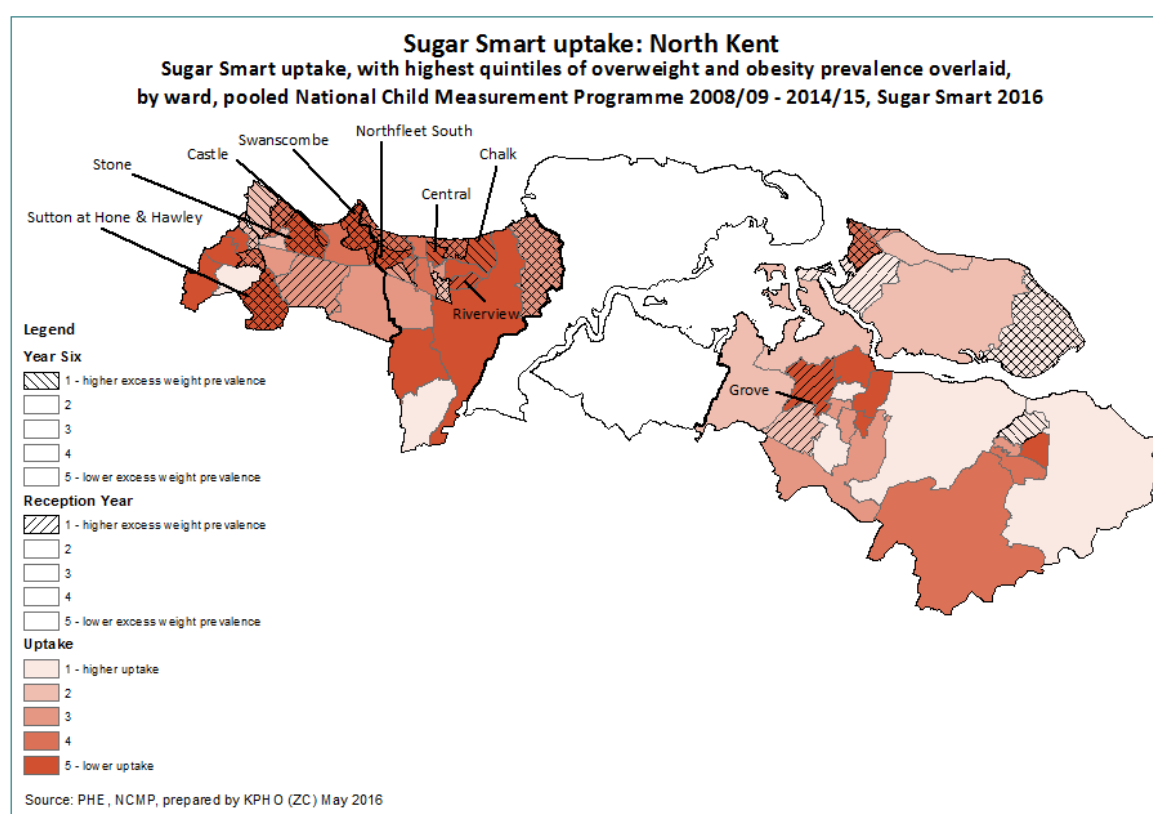 Sugar Smart uptake: North Kent
Sugar Smart uptake, with highest quintiles of overweight and obesity prevalence overlaid,
by ward, pooled National Child Measurement Programme 2008/09 - 2014/15, Sugar Smart 2016
Swanscombe
Northfleet South
Castle
Chalk
Stone
Central
Sutton at Hone & Hawley
Riverview
Grove
Legend
Year Six
1 - higher excess weight prevalence
2
3
4
5 - lower excess weight prevalence
Reception Year
1 - higher excess weight prevalence
2
3
4
5 - lower excess weight prevalence
Uptake
1 - higher uptake
2
3
4
5 - lower uptake
Source: PHE, NCMP, prepared by KPHO (ZC) May 2016